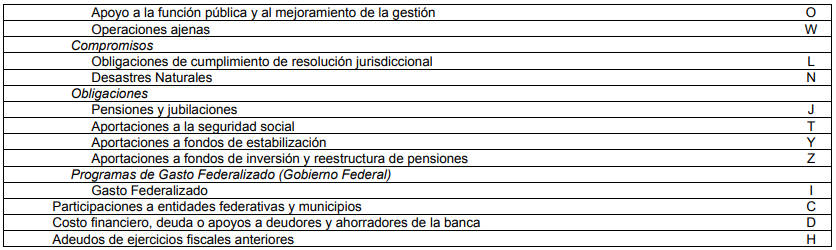 Apoyo a la función pública y al mejoramiento de la gestión O
Operaciones ajenas W
Compromisos
Obligaciones de cumplimiento de resolución jurisdiccional L
Desastres Naturales N
Obligaciones
Pensiones y jubilaciones J
Aportaciones a la seguridad social T
Aportaciones a fondos de estabilización Y
Aportaciones a fondos de inversión y reestructura de pensiones Z
Programas de Gasto Federalizado (Gobierno Federal)
Gasto Federalizado I
Participaciones a entidades federativas y municipios C
Costo financiero, deuda o apoyos a deudores y ahorradores de la banca D
Adeudos de ejercicios fiscales anteriores H